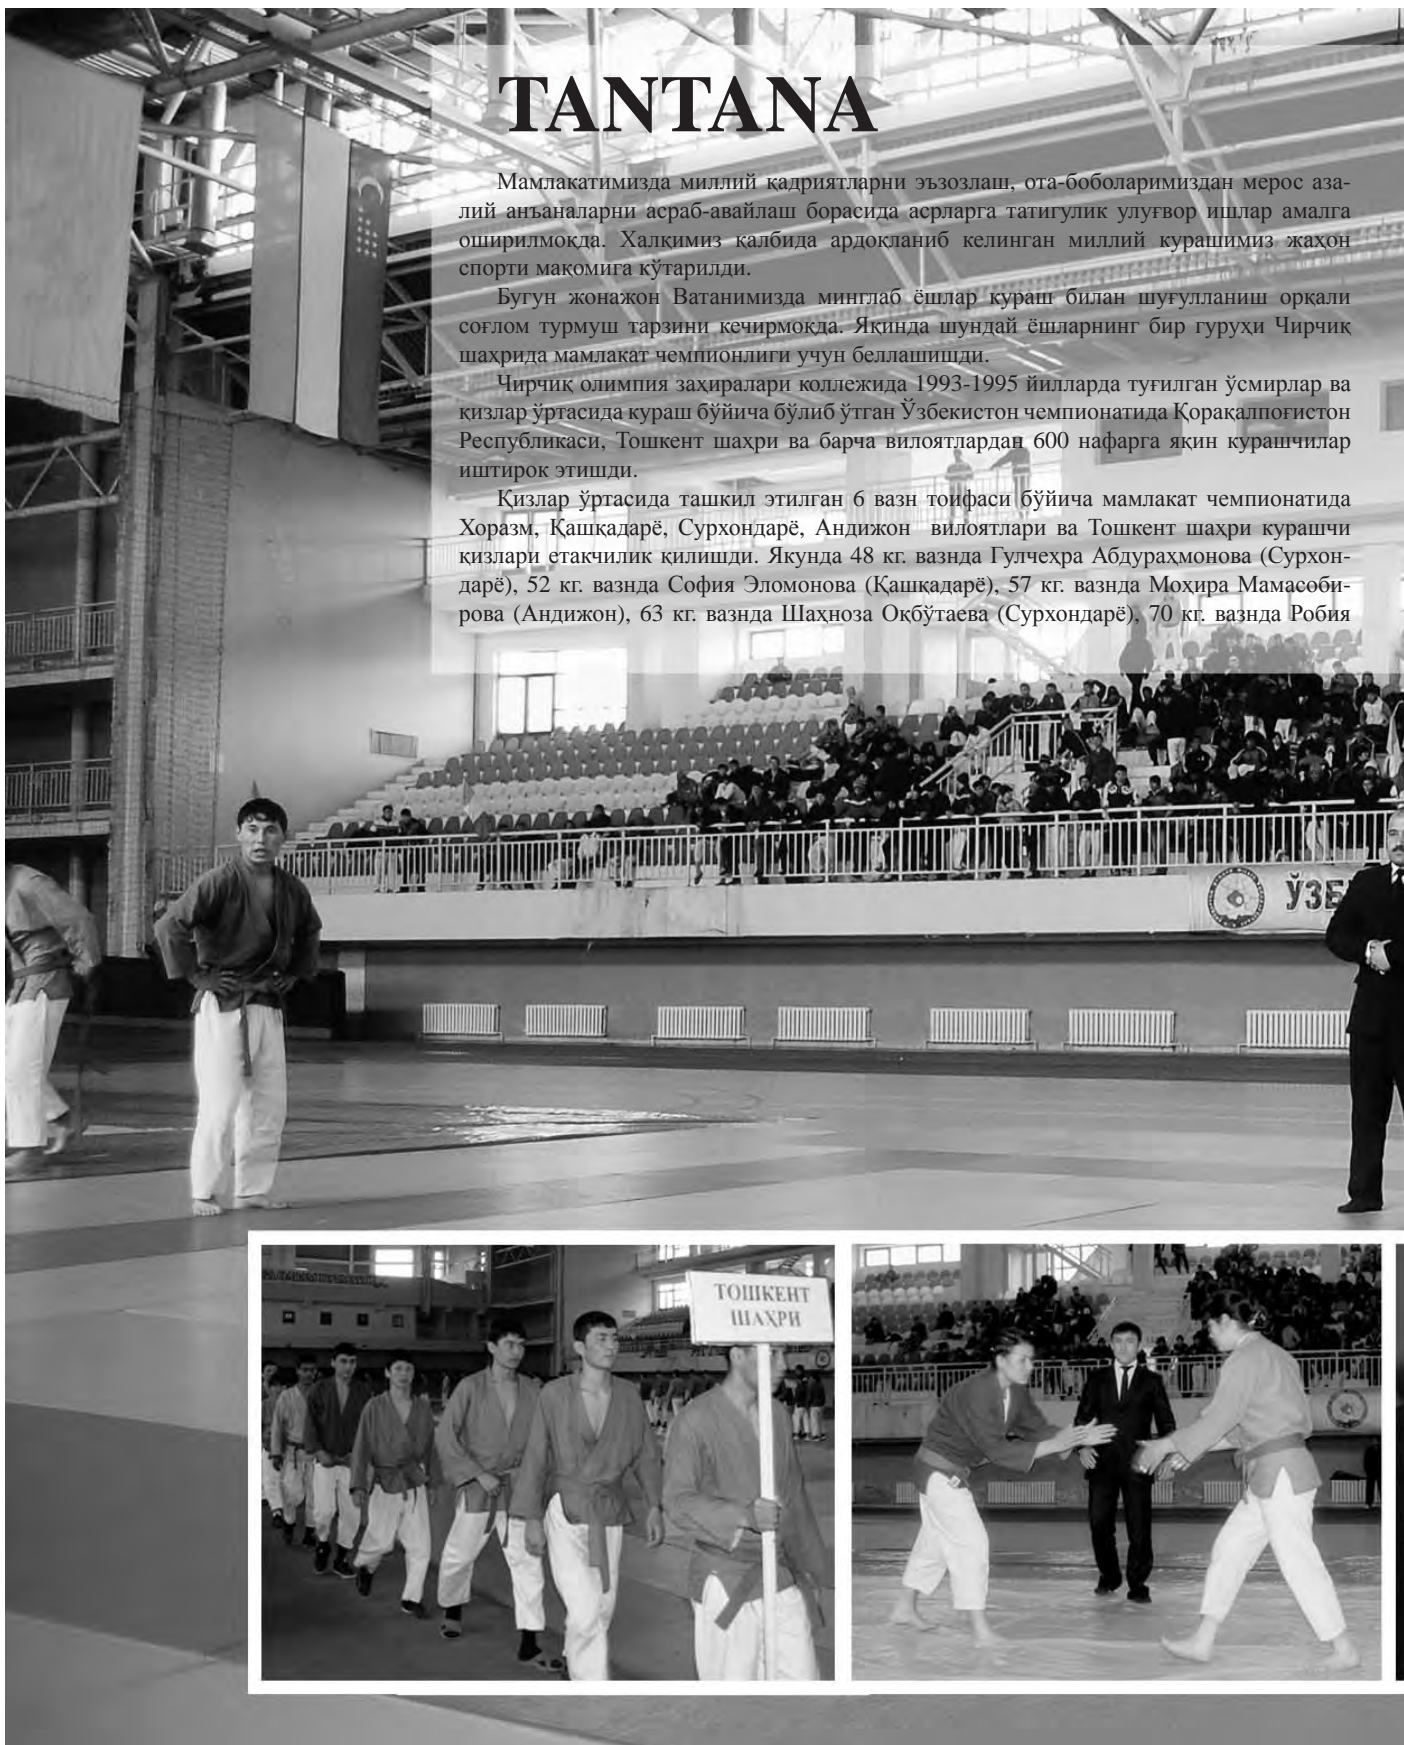 TANTANA
Мамлакатимизда миллий қадриятларни эъзозлаш, ота-боболаримиздан мерос аза-
лий анъаналарни асраб-авайлаш борасида асрларга татигулик улуғвор ишлар амалга
оширилмоқда. Халқимиз қалбида ардоқланиб келинган миллий курашимиз жаҳон
спорти мақомига кўтарилди.
Бугун жонажон Ватанимизда минглаб ёшлар кураш билан шуғулланиш орқали
соғлом турмуш тарзини кечирмоқда. Яқинда шундай ёшларнинг бир гуруҳи Чирчиқ
шаҳрида мамлакат чемпионлиги учун беллашишди.
Чирчиқ олимпия заҳиралари коллежида 1993-1995 йилларда туғилган ўсмирлар ва
қизлар ўртасида кураш бўйича бўлиб ўтган Ўзбекистон чемпионатида Қорақалпоғистон
Республикаси, Тошкент шаҳри ва барча вилоятлардан 600 нафарга яқин курашчилар
иштирок этишди.
Қизлар ўртасида ташкил этилган 6 вазн тоифаси бўйича мамлакат чемпионатида
Хоразм, Қашқадарё, Сурхондарё, Андижон вилоятлари ва Тошкент шаҳри курашчи
қизлари етакчилик қилишди. Якунда 48 кг. вазнда Гулчеҳра Абдураҳмонова (Сурхон-
дарё), 52 кг. вазнда София Эломонова (Қашқадарё), 57 кг. вазнда Моҳира Мамасоби-
рова (Андижон), 63 кг. вазнда Шаҳноза Оқбўтаева (Сурхондарё), 70 кг. вазнда Робия
ЎЗБЕ
ТОШКЕНТ
ШАҲРИ